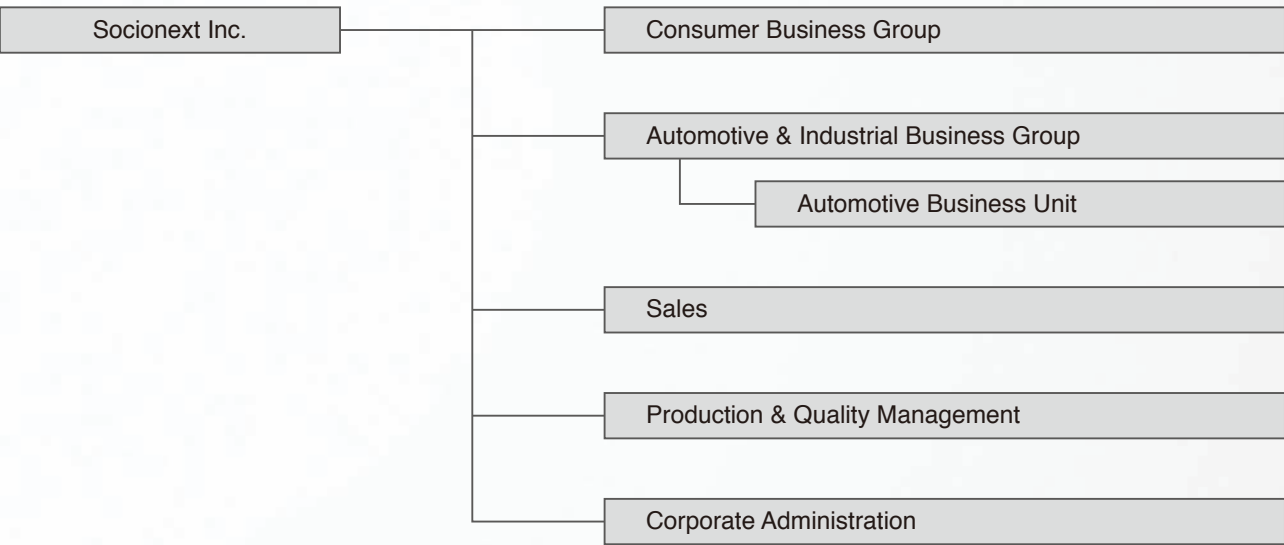 Socionext Inc.
Consumer Business Group
Automotive & Industrial Business Group
Automotive Business Unit
Sales
Production & Quality Management
Corporate Administration